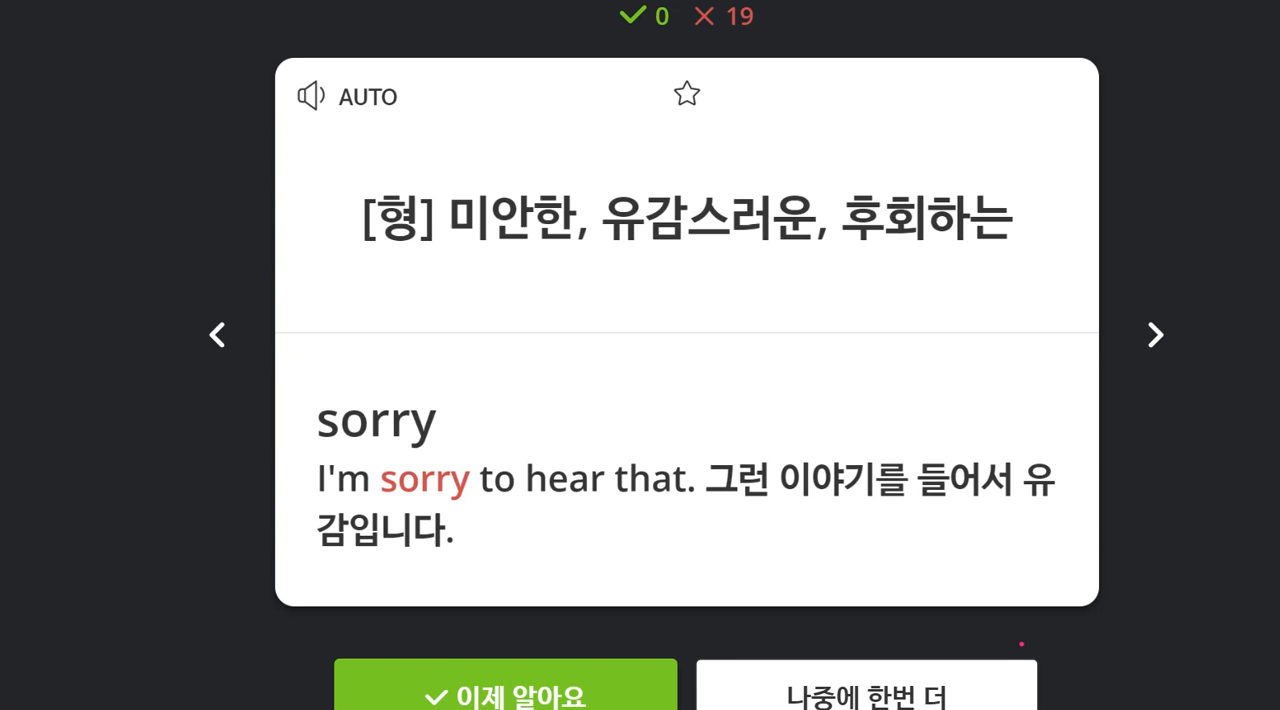 0 19
AUTO
[형] 미안한, 유감스러운, 후회하는
sorry
I'm sorry to hear that. 그런 이야기를 들어서 유
감입니다.
이제 알아요 나중에 한번 더